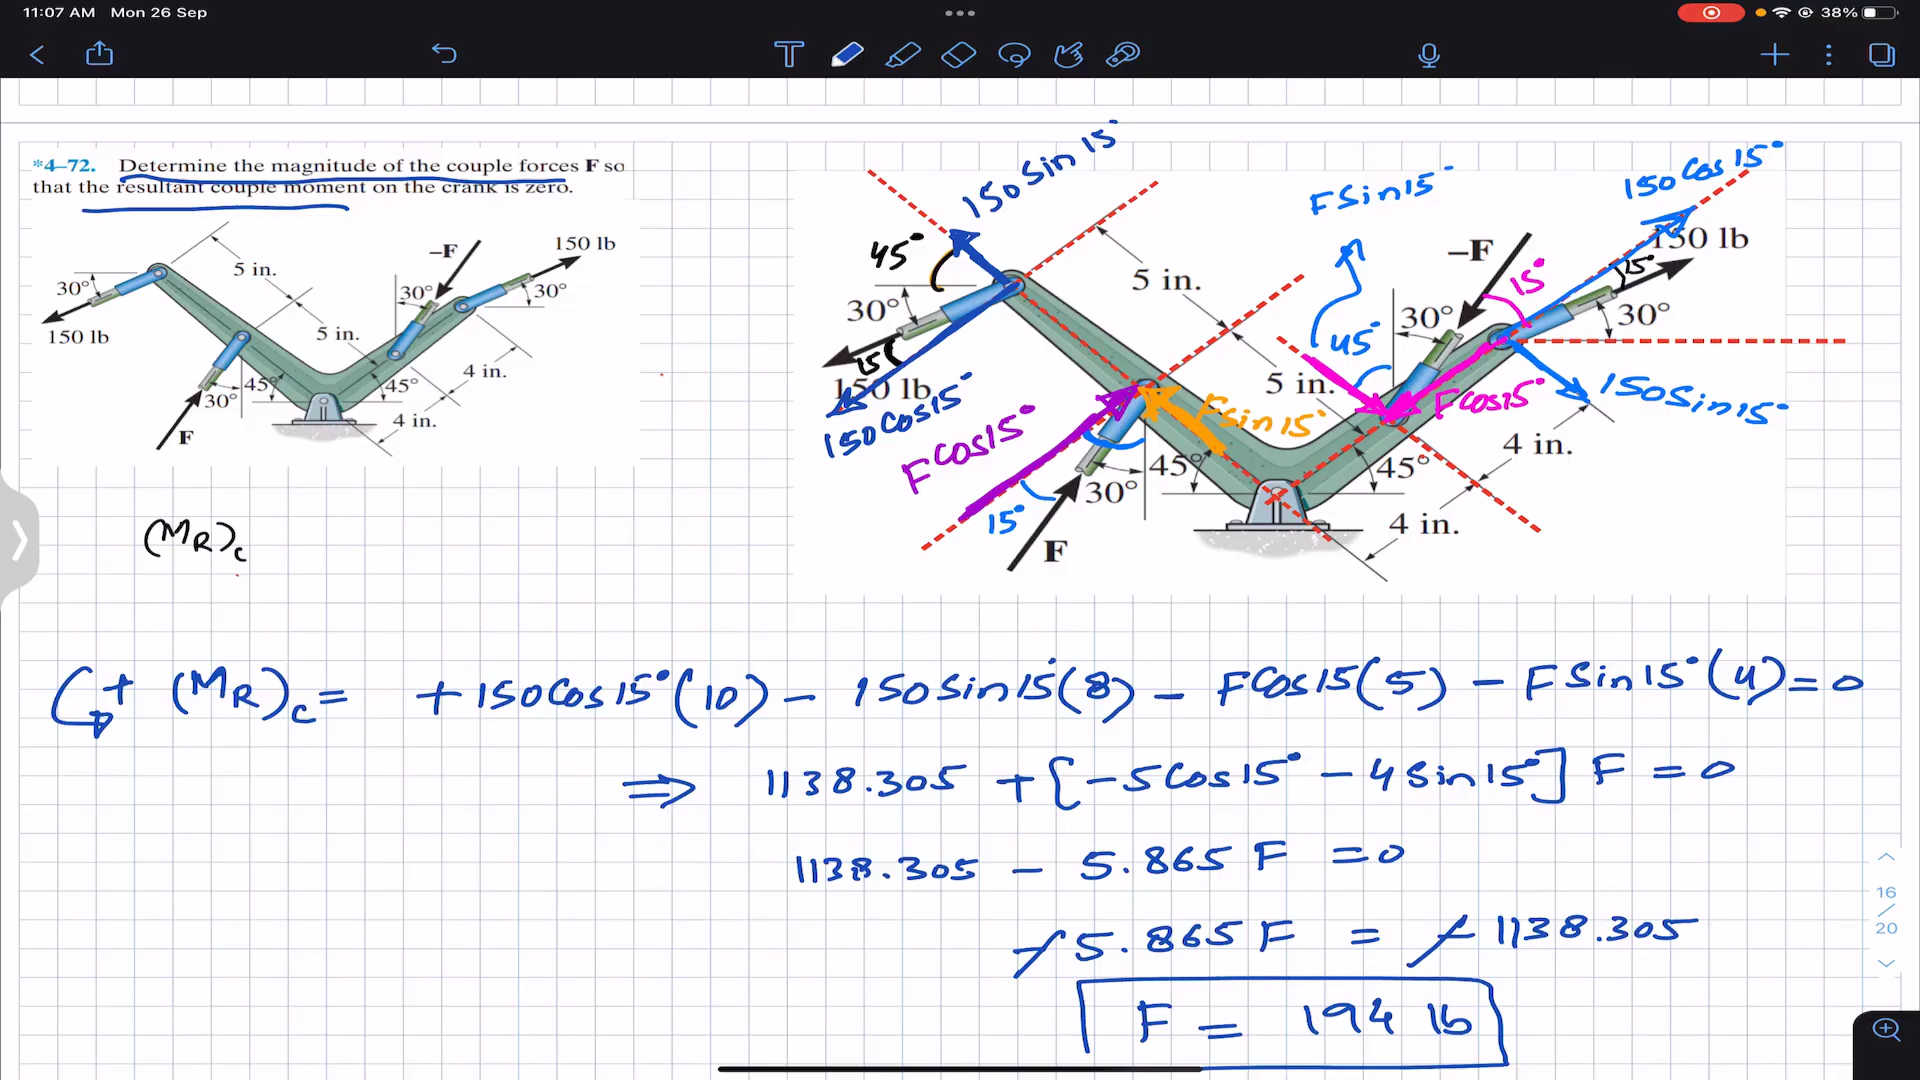 11:07 AM Mon 26 Sep
38%
*4–72. Determine the magnitude of the couple forces F so
that the resultant couple moment on the crank is zero.
–F
150 lb
5 in.
30°
30°
30°
5 in.
150 lb
4 in.
45°
45°
30°
4 in.
F
(MR)c
150 Sin 15°
150 Cos 15°
F Sin 15°
45°
–F
150 lb
5 in.
15°
15°
30°
30°
30°
45°
15
150 lb
5 in.
150 Cos 15°
F Cos 15°
F Sin 15°
F Cos 15°
150 Sin 15°
4 in.
45°
45°
30°
15°
4 in.
F
+ (MR)c = + 150 Cos 15° (10) – 150 Sin 15° (8) – F Cos 15 (5) – F Sin 15° (4) = 0
⇒ 1138.305 + [ – 5 Cos 15° – 4 Sin 15° ] F = 0
1138.305 – 5.865 F = 0
– 5.865 F = – 1138.305
F = 194 lb
16
20